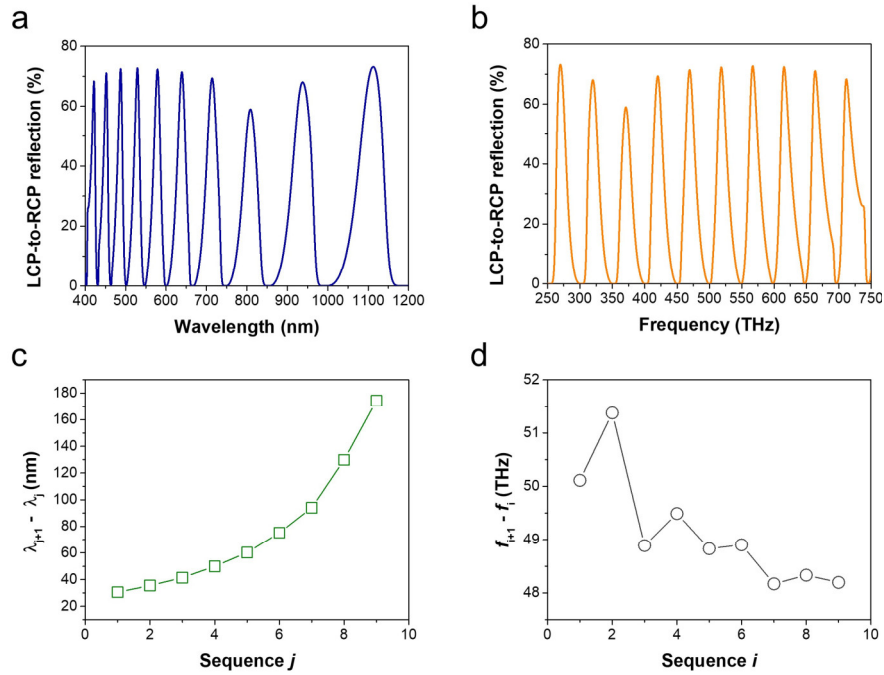 a
LCP-to-RCP reflection (%)
80
60
40
20
0
400 500 600 700 800 900 1000 1100 1200
Wavelength (nm)
b
LCP-to-RCP reflection (%)
80
60
40
20
0
250 300 350 400 450 500 550 600 650 700 750
Frequency (THz)
c
λj+1 - λj (nm)
180
160
140
120
100
80
60
40
20
0 2 4 6 8 10
Sequence j
d
fi+1 - fi (THz)
52
51
50
49
48
0 2 4 6 8 10
Sequence i